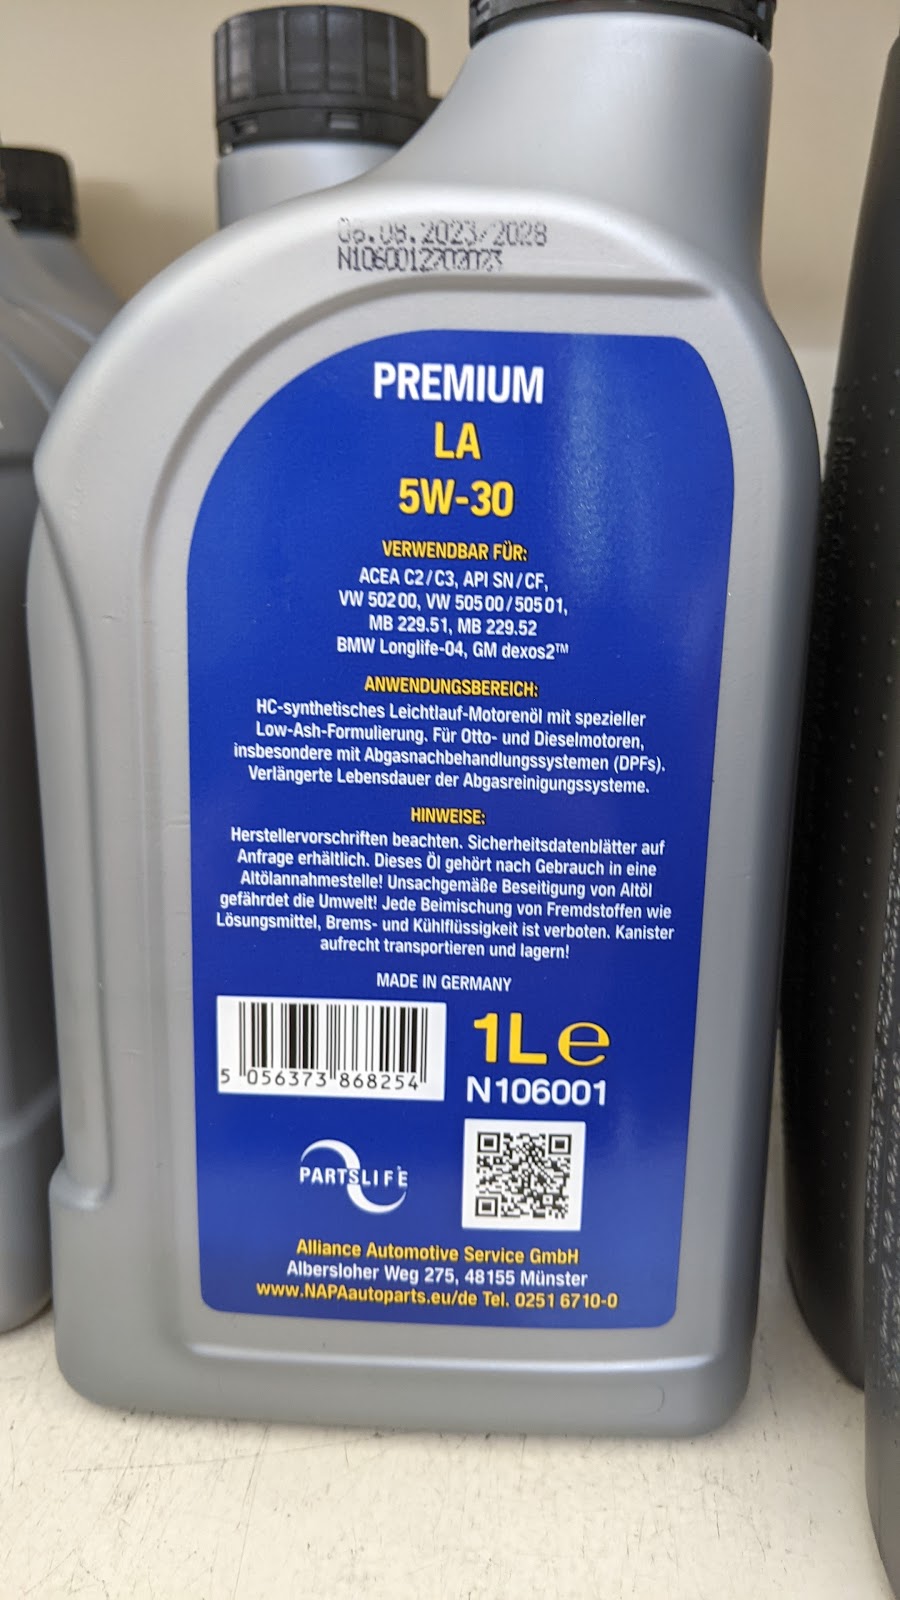 06.08.2023/2028
PREMIUM
LA
5W-30
VERWENDBAR FÜR:
ACEA C2/C3, API SN/CF,
VW 502 00, VW 505 00/505 01,
MB 229.51, MB 229.52
BMW Longlife-04, GM dexos2™
ANWENDUNGSBEREICH:
HC-synthetisches Leichtlauf-Motorenöl mit spezieller
Low-Ash-Formulierung. Für Otto- und Dieselmotoren,
insbesondere mit Abgasnachbehandlungssystemen (DPFs).
Verlängerte Lebensdauer der Abgasreinigungssysteme.
HINWEISE:
Herstellervorschriften beachten. Sicherheitsdatenblätter auf
Anfrage erhältlich. Dieses Öl gehört nach Gebrauch in eine
Altölannahmestelle! Unsachgemäße Beseitigung von Altöl
gefährdet die Umwelt! Jede Beimischung von Fremdstoffen wie
Lösungsmittel, Brems- und Kühlflüssigkeit ist verboten. Kanister
aufrecht transportieren und lagern!
MADE IN GERMANY
5 056373 868254
1L e
N106001
PARTSLIFE
Alliance Automotive Service GmbH
Albersloher Weg 275, 48155 Münster
www.NAPAautoparts.eu/de Tel. 0251 6710-0